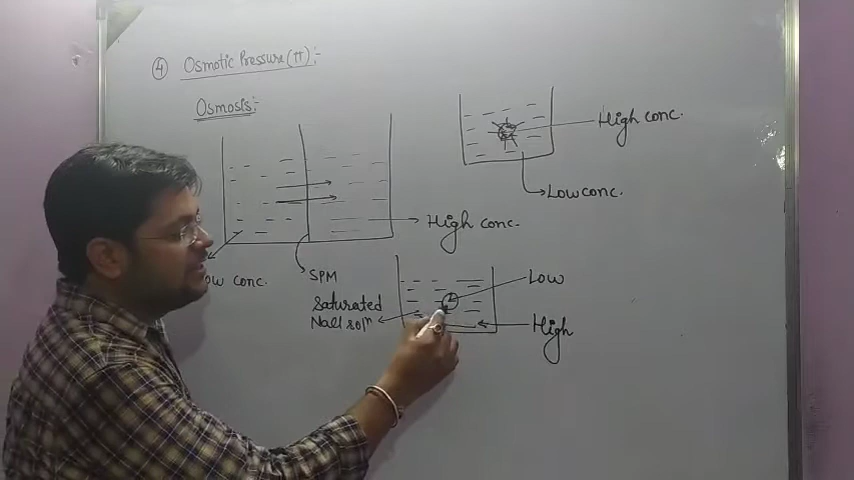 ④ Osmotic Pressure (π) :-
Osmosis :-
High conc.
Low conc.
High conc.
ow conc.
SPM
Low
Saturated
NaCl solⁿ
High